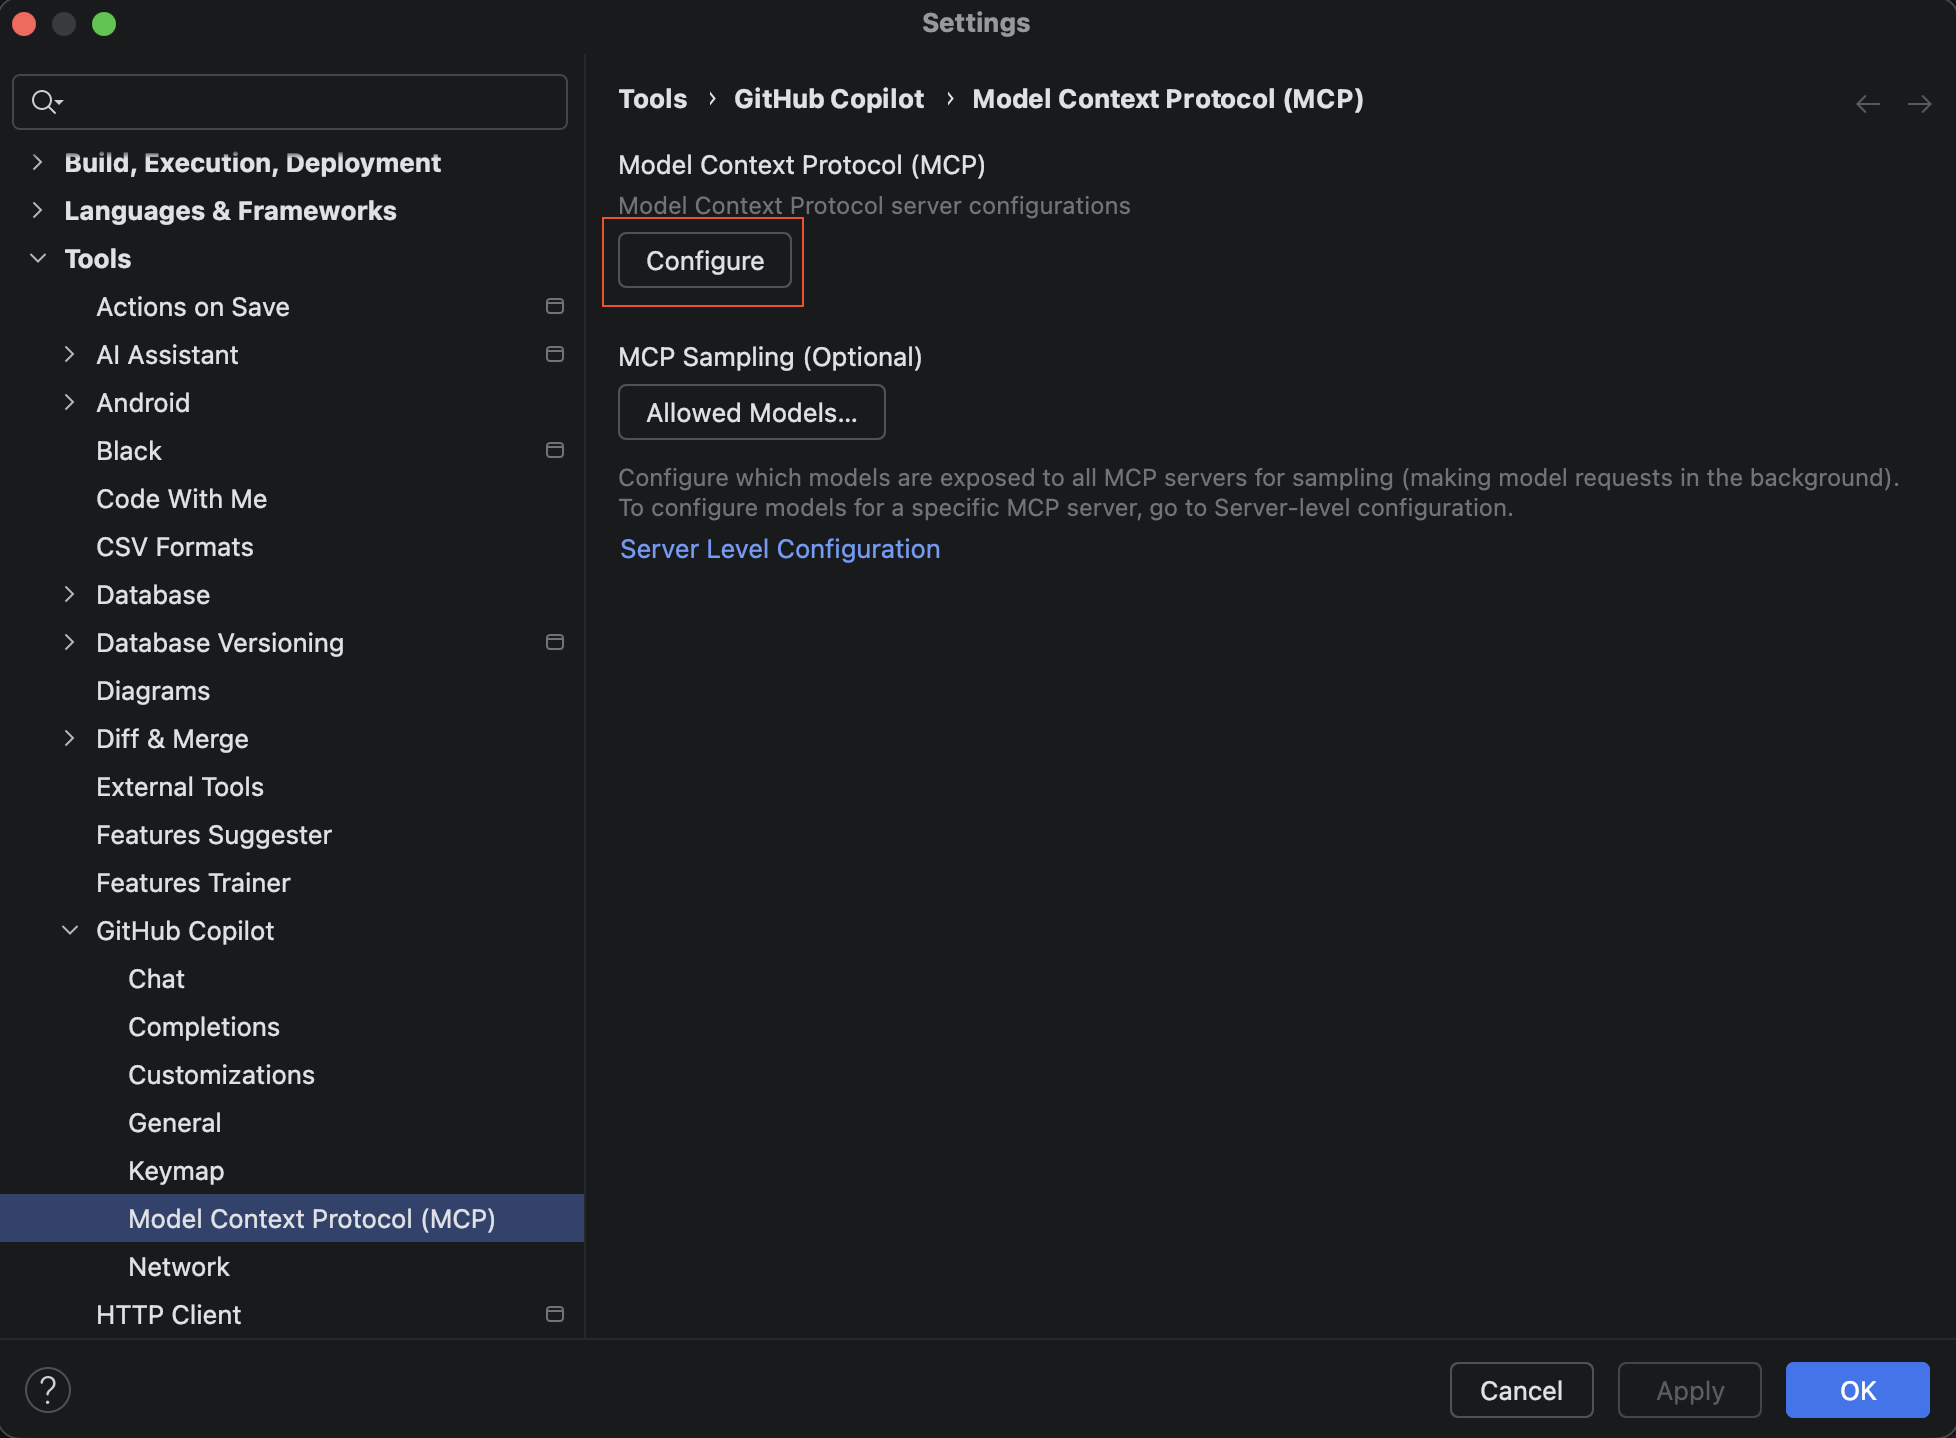 Settings
Build, Execution, Deployment
Languages & Frameworks
Tools
Actions on Save
AI Assistant
Android
Black
Code With Me
CSV Formats
Database
Database Versioning
Diagrams
Diff & Merge
External Tools
Features Suggester
Features Trainer
GitHub Copilot
Chat
Completions
Customizations
General
Keymap
Model Context Protocol (MCP)
Network
HTTP Client
Tools › GitHub Copilot › Model Context Protocol (MCP)
Model Context Protocol (MCP)
Model Context Protocol server configurations
Configure
MCP Sampling (Optional)
Allowed Models...
Configure which models are exposed to all MCP servers for sampling (making model requests in the background).
To configure models for a specific MCP server, go to Server-level configuration.
Server Level Configuration
?
Cancel
Apply
OK